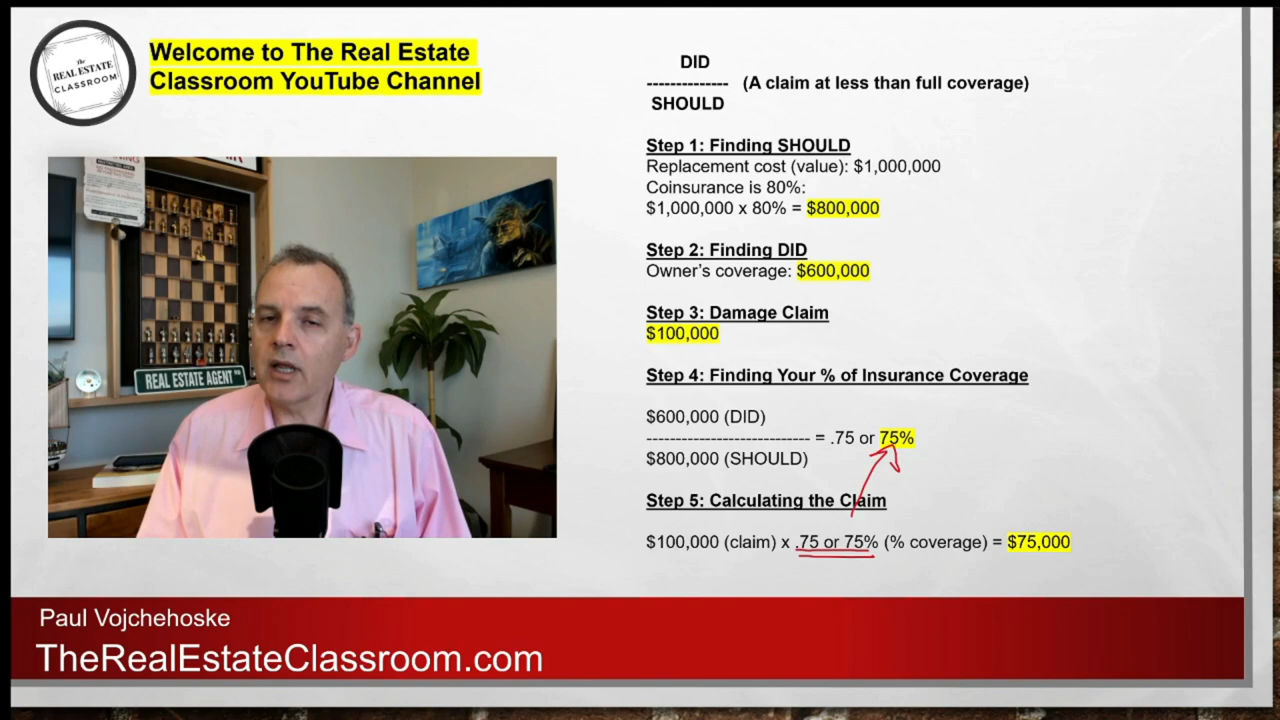 Welcome to The Real Estate
Classroom YouTube Channel
The
REAL ESTATE
CLASSROOM
REAL ESTATE AGENT
DID
-------------- (A claim at less than full coverage)
SHOULD
Step 1: Finding SHOULD
Replacement cost (value): $1,000,000
Coinsurance is 80%:
$1,000,000 x 80% = $800,000
Step 2: Finding DID
Owner's coverage: $600,000
Step 3: Damage Claim
$100,000
Step 4: Finding Your % of Insurance Coverage
$600,000 (DID)
---------------------------- = .75 or 75%
$800,000 (SHOULD)
Step 5: Calculating the Claim
$100,000 (claim) x .75 or 75% (% coverage) = $75,000
Paul Vojchehoske
TheRealEstateClassroom.com